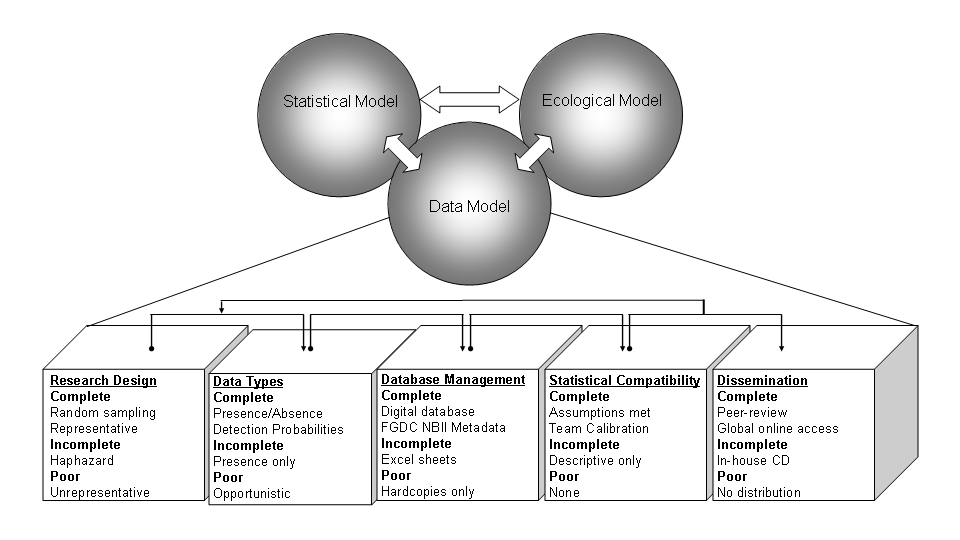 Statistical Model
Ecological Model
Data Model
Research Design
Complete
Random sampling
Representative
Incomplete
Haphazard
Poor
Unrepresentative
Data Types
Complete
Presence/Absence
Detection Probabilities
Incomplete
Presence only
Poor
Opportunistic
Database Management
Complete
Digital database
FGDC NBII Metadata
Incomplete
Excel sheets
Poor
Hardcopies only
Statistical Compatibility
Complete
Assumptions met
Team Calibration
Incomplete
Descriptive only
Poor
None
Dissemination
Complete
Peer-review
Global online access
Incomplete
In-house CD
Poor
No distribution